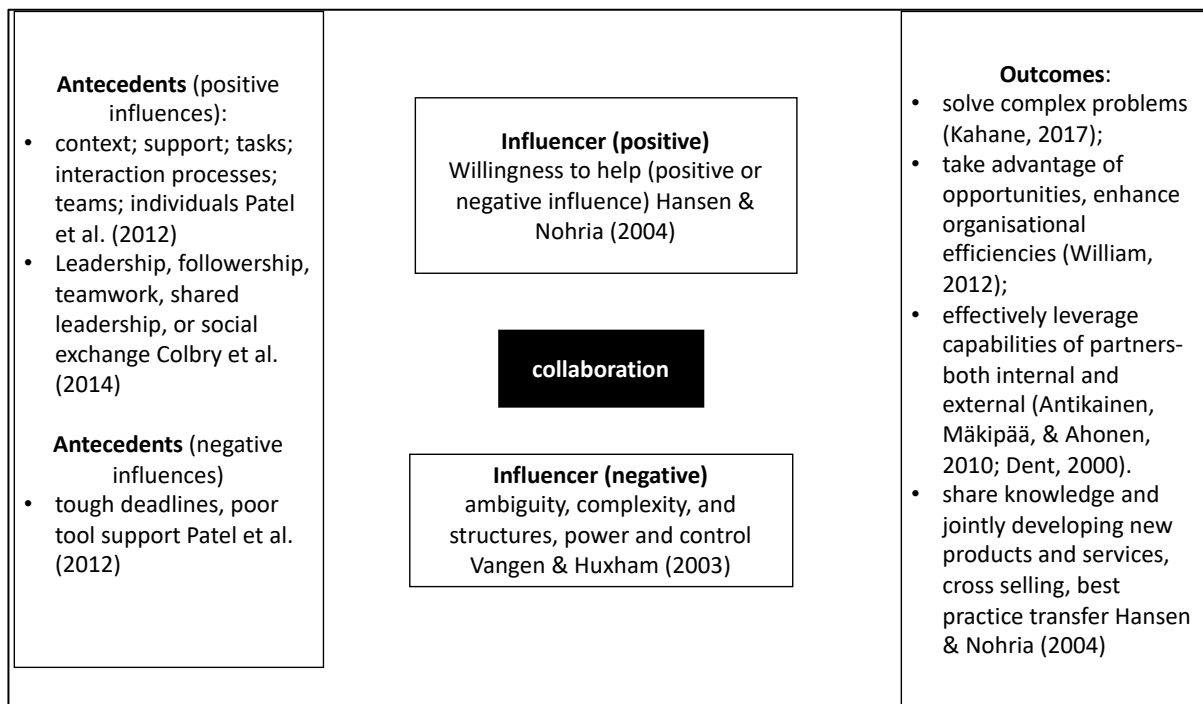 Antecedents (positive
influences):
• context; support; tasks;
interaction processes;
teams; individuals Patel
et al. (2012)
• Leadership, followership,
teamwork, shared
leadership, or social
exchange Colbry et al.
(2014)
Antecedents (negative
influences)
• tough deadlines, poor
tool support Patel et al.
(2012)
Influencer (positive)
Willingness to help (positive or
negative influence) Hansen &
Nohria (2004)
collaboration
Influencer (negative)
ambiguity, complexity, and
structures, power and control
Vangen & Huxham (2003)
Outcomes:
• solve complex problems
(Kahane, 2017);
• take advantage of
opportunities, enhance
organisational
efficiencies (William,
2012);
• effectively leverage
capabilities of partners-
both internal and
external (Antikainen,
Mäkipää, & Ahonen,
2010; Dent, 2000).
• share knowledge and
jointly developing new
products and services,
cross selling, best
practice transfer Hansen
& Nohria (2004)